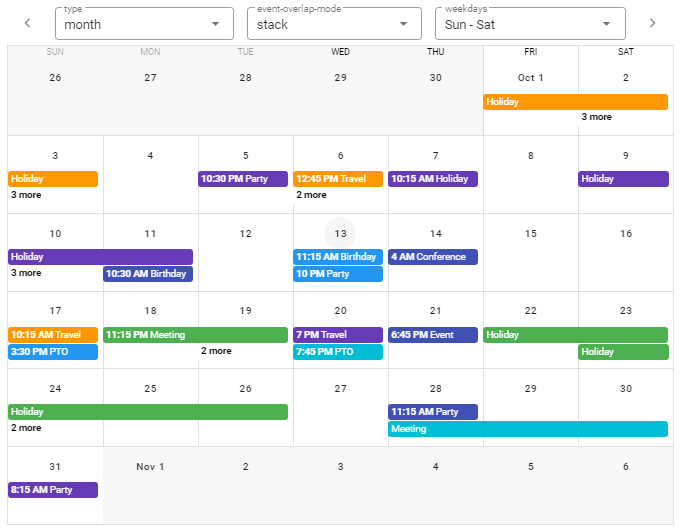 type
month
event-overlap-mode
stack
weekdays
Sun - Sat
SUN MON TUE WED THU FRI SAT
26 27 28 29 30 Oct 1 2
Holiday
3 more
3 4 5 6 7 8 9
Holiday 10:30 PM Party 12:45 PM Travel 10:15 AM Holiday Holiday
3 more 2 more
10 11 12 13 14 15 16
Holiday 11:15 AM Birthday 4 AM Conference
3 more 10:30 AM Birthday 10 PM Party
17 18 19 20 21 22 23
10:15 AM Travel 11:15 PM Meeting 7 PM Travel 6:45 PM Event Holiday
3:30 PM PTO 2 more 7:45 PM PTO Holiday
24 25 26 27 28 29 30
Holiday 11:15 AM Party
2 more Meeting
31 Nov 1 2 3 4 5 6
8:15 AM Party